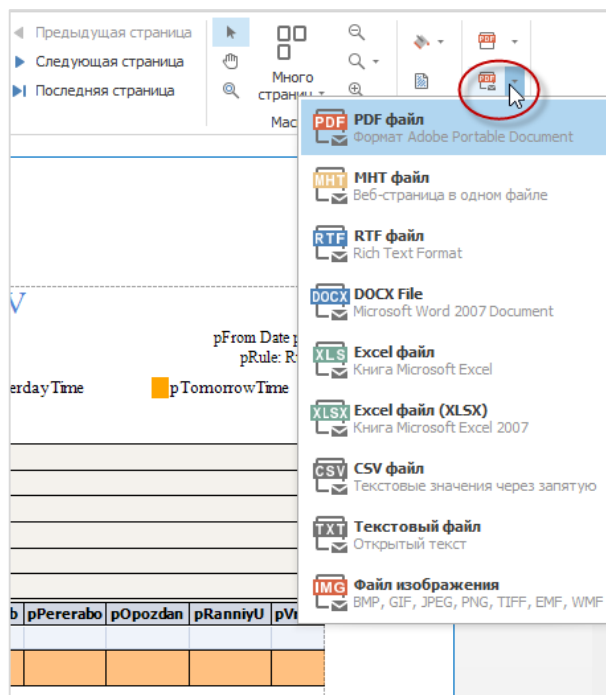 Предыдущая страница
Следующая страница
Последняя страница
Много
страниц
PDF
PDF
PDF файл
Формат Adobe Portable Document
MHT
MHT файл
Веб-страница в одном файле
RTF
RTF файл
Rich Text Format
DOCX
DOCX File
Microsoft Word 2007 Document
XLS
Excel файл
Книга Microsoft Excel
XLSX
Excel файл (XLSX)
Книга Microsoft Excel 2007
CSV
CSV файл
Текстовые значения через запятую
TXT
Текстовый файл
Открытый текст
IMG
Файл изображения
BMP, GIF, JPEG, PNG, TIFF, EMF, WMF
pFrom Date
pRule:
erdayTime
pTomorrowTime
b pPererabo pOpozdan pRanniyU